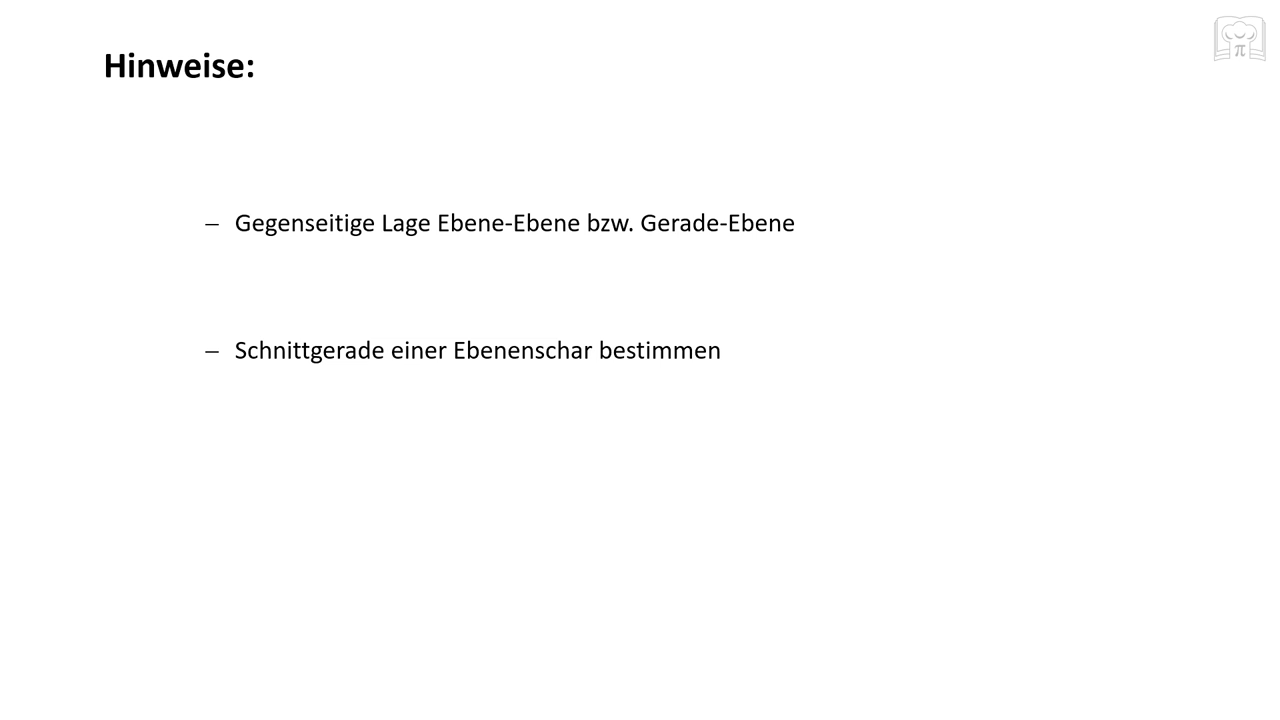 Hinweise:
– Gegenseitige Lage Ebene-Ebene bzw. Gerade-Ebene
– Schnittgerade einer Ebenenschar bestimmen
π